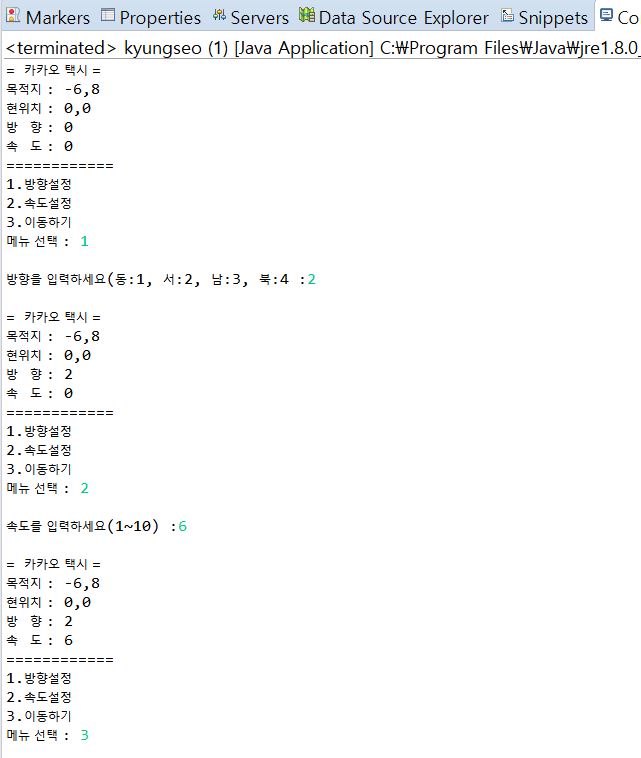 Markers Properties Servers Data Source Explorer Snippets Co
<terminated> kyungseo (1) [Java Application] C:₩Program Files₩Java₩jre1.8.0_
= 카카오 택시 =
목적지 : -6,8
현위치 : 0,0
방 향 : 0
속 도 : 0
============
1.방향설정
2.속도설정
3.이동하기
메뉴 선택 : 1
방향을 입력하세요(동:1, 서:2, 남:3, 북:4 :2
= 카카오 택시 =
목적지 : -6,8
현위치 : 0,0
방 향 : 2
속 도 : 0
============
1.방향설정
2.속도설정
3.이동하기
메뉴 선택 : 2
속도를 입력하세요(1~10) :6
= 카카오 택시 =
목적지 : -6,8
현위치 : 0,0
방 향 : 2
속 도 : 6
============
1.방향설정
2.속도설정
3.이동하기
메뉴 선택 : 3